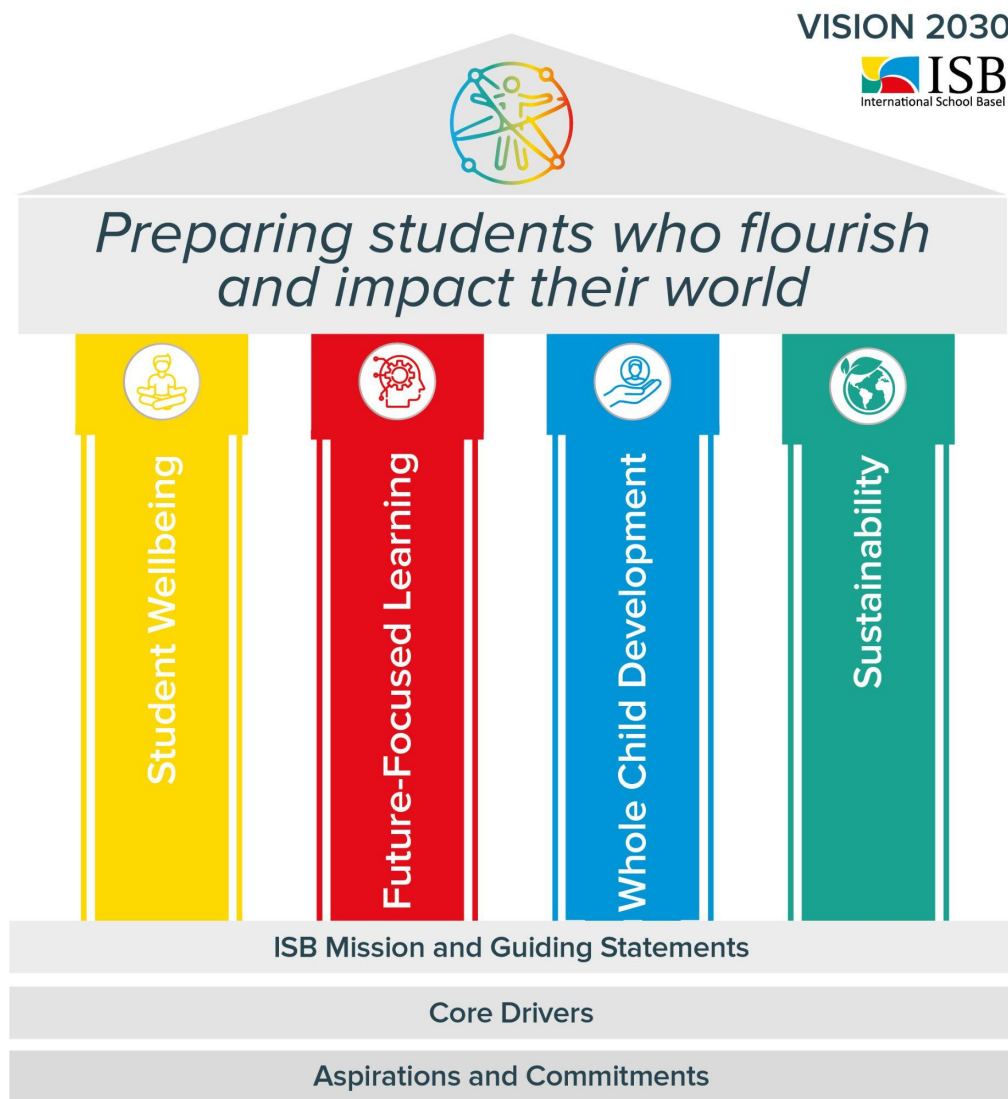 VISION 2030
ISB
International School Basel
Preparing students who flourish
and impact their world
Student Wellbeing
Future-Focused Learning
Whole Child Development
Sustainability
ISB Mission and Guiding Statements
Core Drivers
Aspirations and Commitments